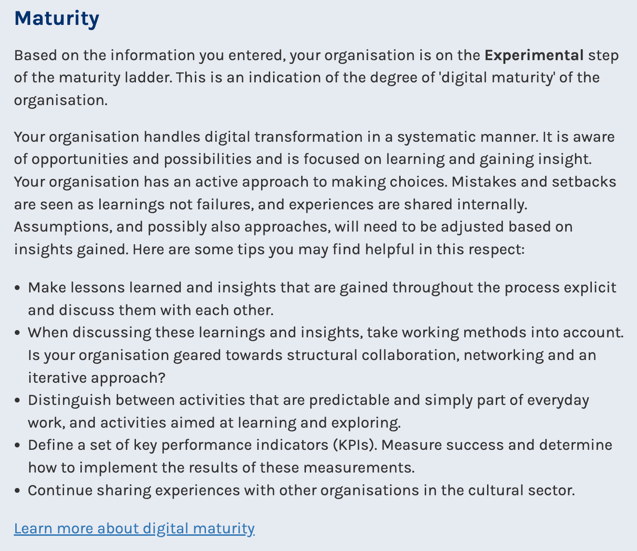 Maturity
Based on the information you entered, your organisation is on the Experimental step
of the maturity ladder. This is an indication of the degree of 'digital maturity' of the
organisation.
Your organisation handles digital transformation in a systematic manner. It is aware
of opportunities and possibilities and is focused on learning and gaining insight.
Your organisation has an active approach to making choices. Mistakes and setbacks
are seen as learnings not failures, and experiences are shared internally.
Assumptions, and possibly also approaches, will need to be adjusted based on
insights gained. Here are some tips you may find helpful in this respect:
• Make lessons learned and insights that are gained throughout the process explicit
and discuss them with each other.
• When discussing these learnings and insights, take working methods into account.
Is your organisation geared towards structural collaboration, networking and an
iterative approach?
• Distinguish between activities that are predictable and simply part of everyday
work, and activities aimed at learning and exploring.
• Define a set of key performance indicators (KPIs). Measure success and determine
how to implement the results of these measurements.
• Continue sharing experiences with other organisations in the cultural sector.
Learn more about digital maturity